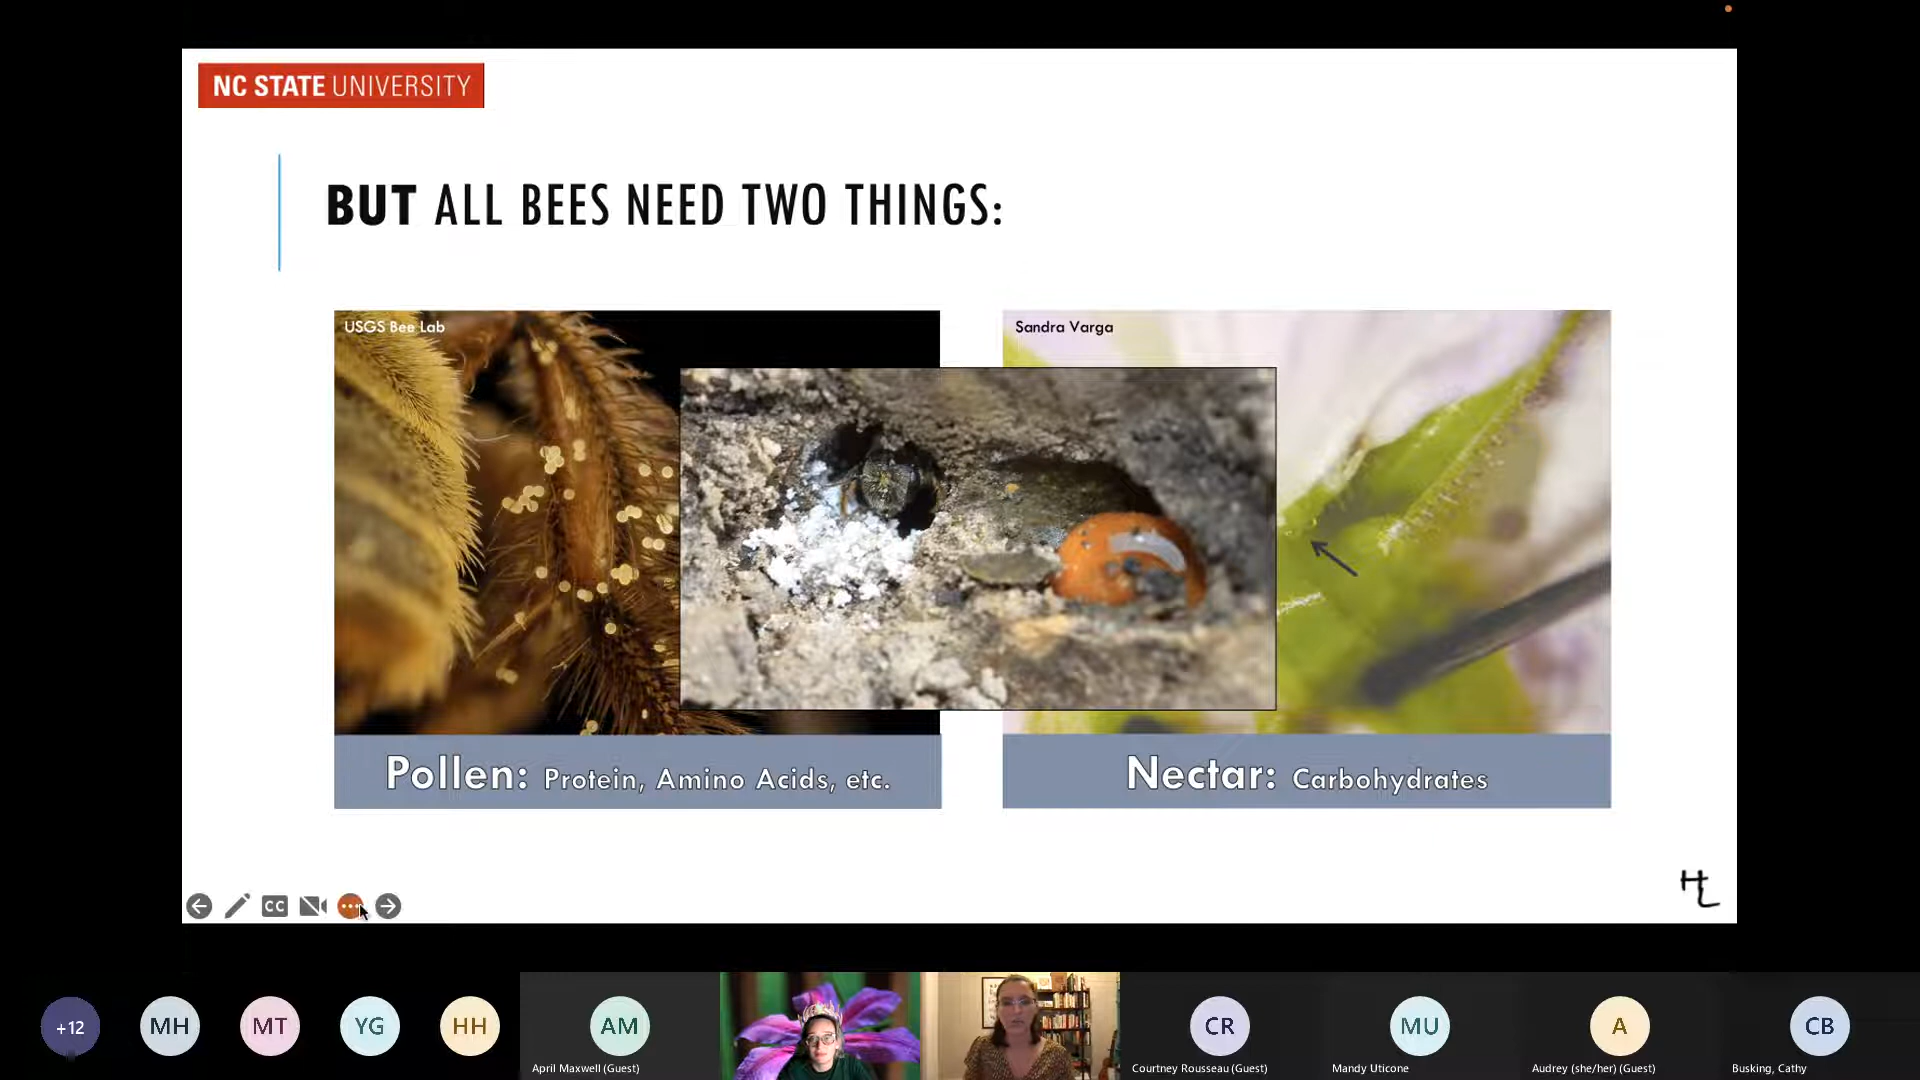 NC STATE UNIVERSITY
BUT ALL BEES NEED TWO THINGS:
USGS Bee Lab
Sandra Varga
Pollen: Protein, Amino Acids, etc.
Nectar: Carbohydrates
HL
CC
+12
MH
MT
YG
HH
AM
CR
MU
A
CB
April Maxwell (Guest)
Courtney Rousseau (Guest)
Mandy Uticone
Audrey (she/her) (Guest)
Busking, Cathy